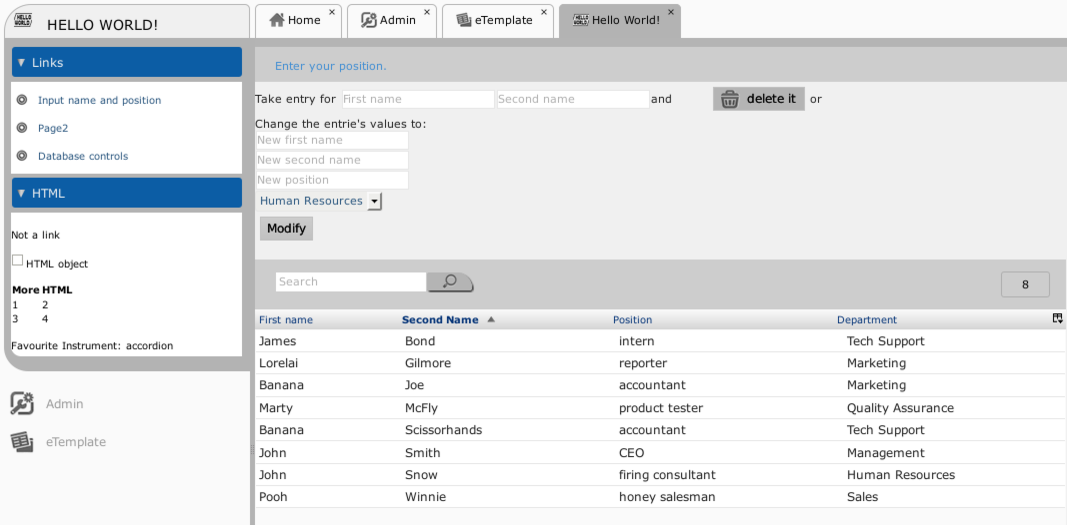 HELLO WORLD!
HELLO WORLD!
Home
Admin
eTemplate
HELLO WORLD!
Hello World!
Links
Input name and position
Page2
Database controls
HTML
Not a link
HTML object
More HTML
1 2
3 4
Favourite Instrument: accordion
Admin
eTemplate
Enter your position.
Take entry for First name Second name and delete it or
Change the entrie's values to:
New first name
New second name
New position
Human Resources
Modify
Search
8
First name Second Name Position Department
James Bond intern Tech Support
Lorelai Gilmore reporter Marketing
Banana Joe accountant Marketing
Marty McFly product tester Quality Assurance
Banana Scissorhands accountant Tech Support
John Smith CEO Management
John Snow firing consultant Human Resources
Pooh Winnie honey salesman Sales